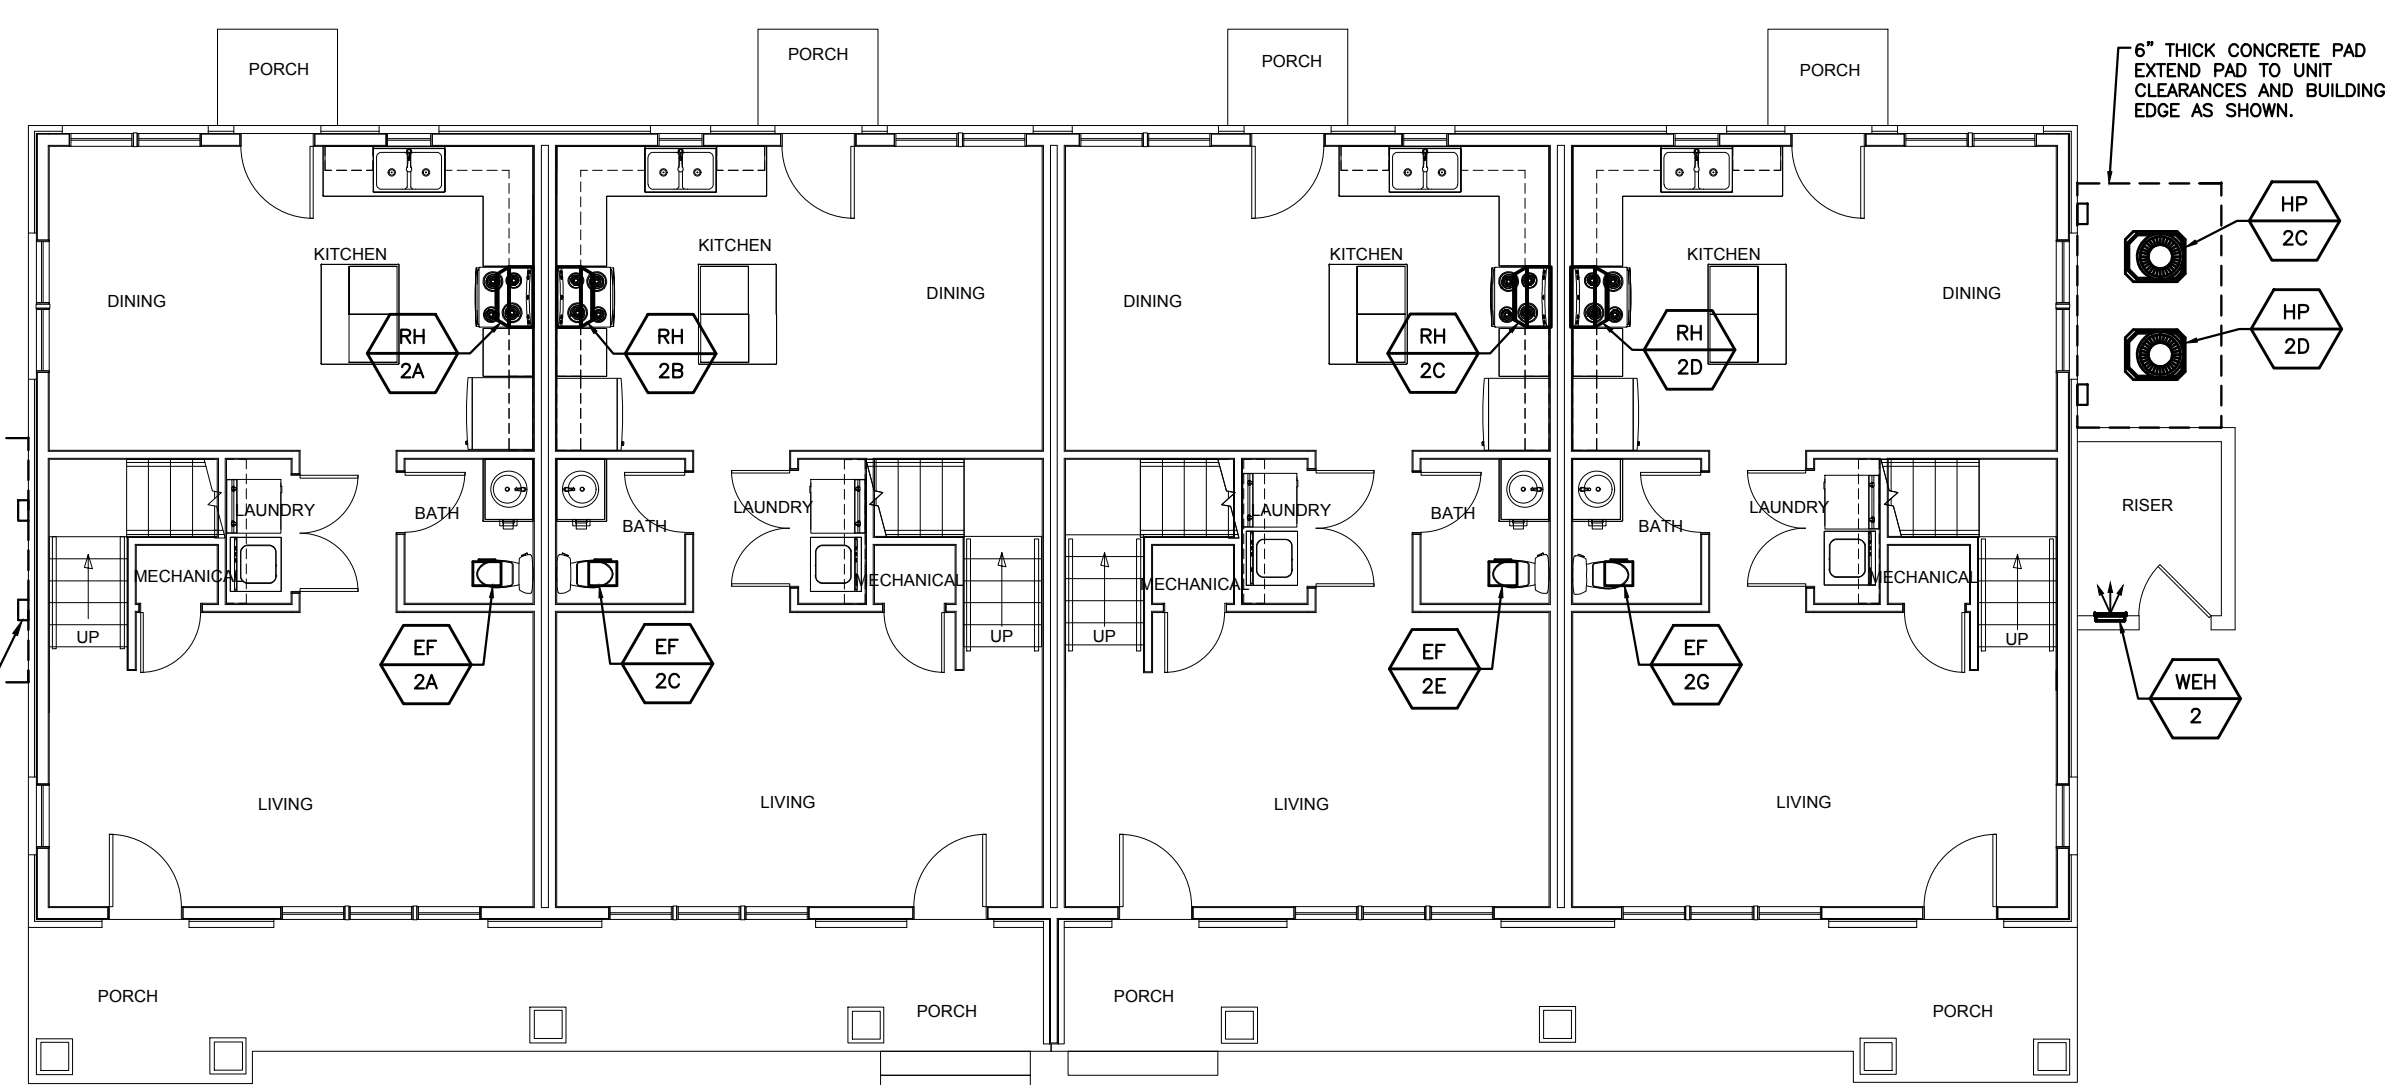 PORCH
PORCH
PORCH
PORCH
6" THICK CONCRETE PAD
EXTEND PAD TO UNIT
CLEARANCES AND BUILDING
EDGE AS SHOWN.
HP
2C
HP
2D
KITCHEN
KITCHEN
KITCHEN
KITCHEN
DINING
DINING
DINING
DINING
RH
2A
RH
2B
RH
2C
RH
2D
LAUNDRY
BATH
BATH
LAUNDRY
LAUNDRY
BATH
BATH
LAUNDRY
RISER
MECHANICAL
MECHANICAL
MECHANICAL
MECHANICAL
UP
UP
UP
UP
EF
2A
EF
2C
EF
2E
EF
2G
WEH
2
LIVING
LIVING
LIVING
LIVING
PORCH
PORCH
PORCH
PORCH